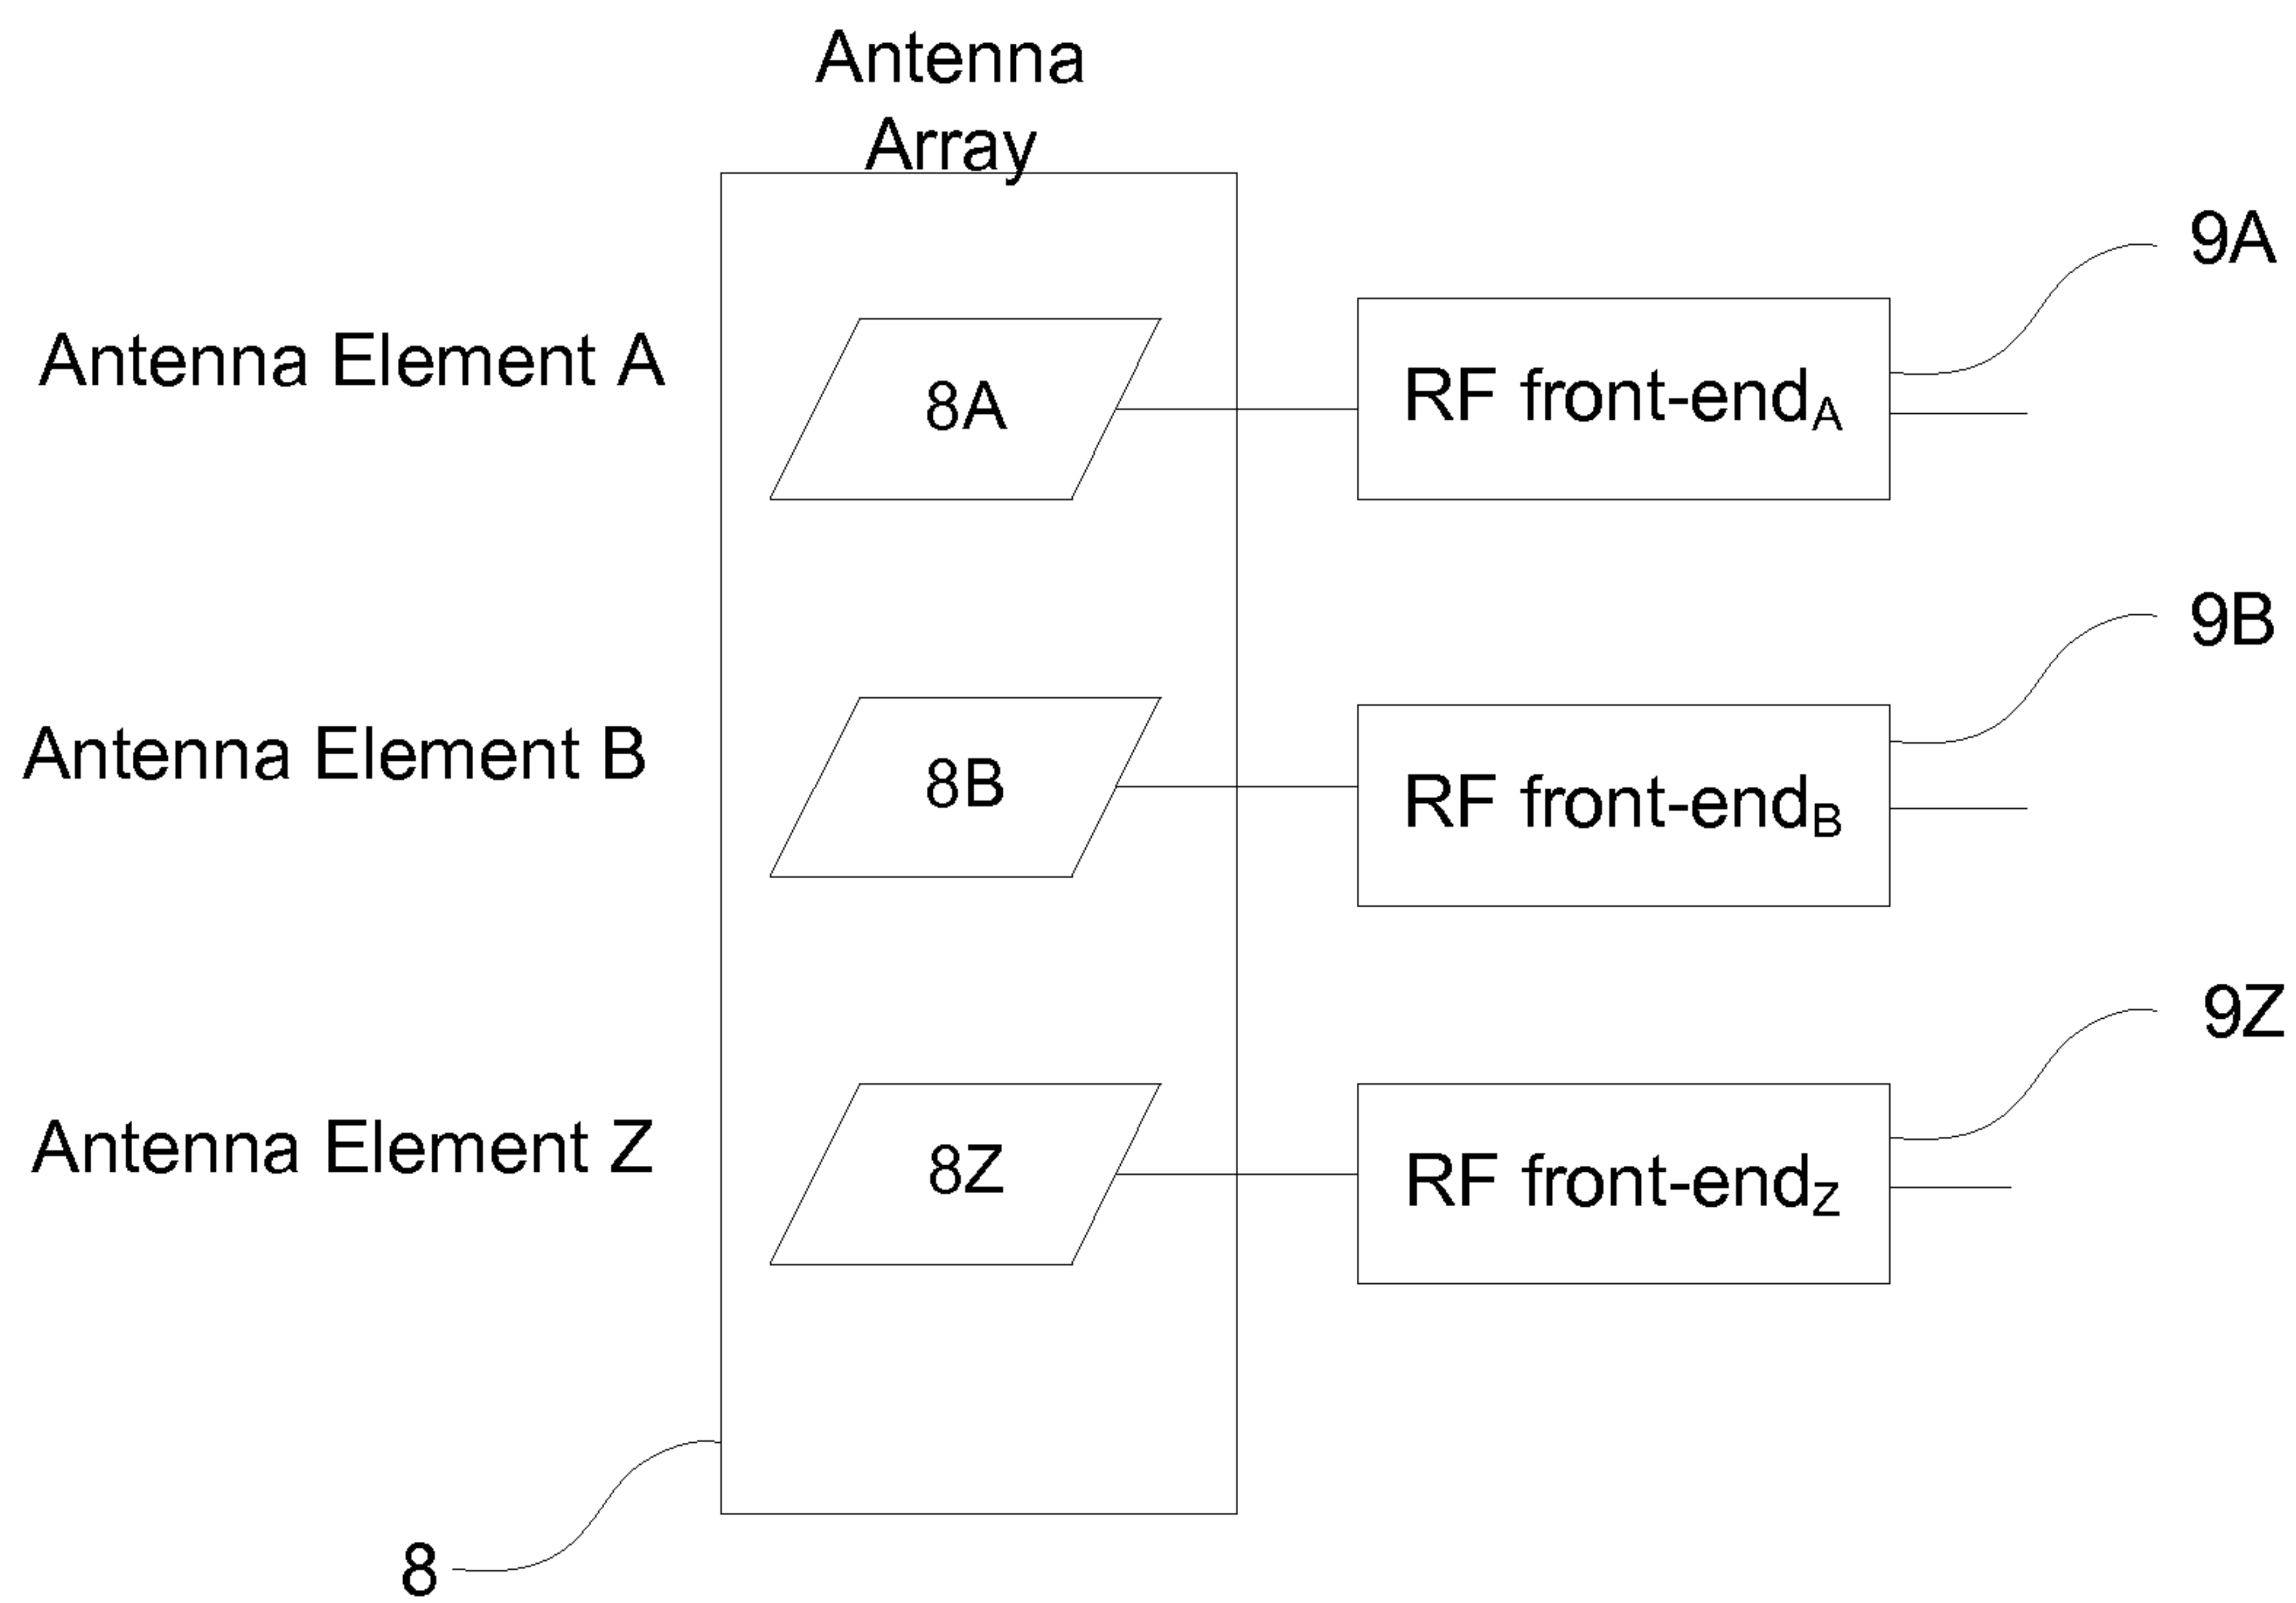 Antenna
Array
9A
Antenna Element A
8A
RF front-endA
9B
Antenna Element B
8B
RF front-endB
9Z
Antenna Element Z
8Z
RF front-endZ
8